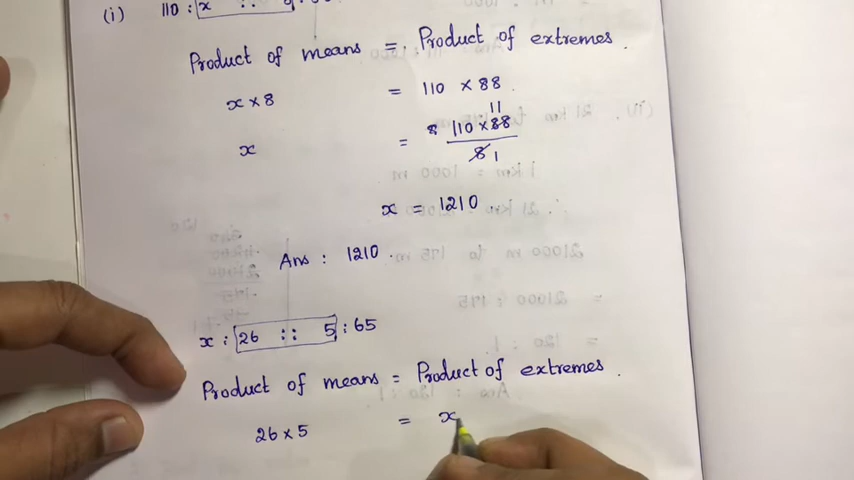 (i) 110 : x :: 8 :
Product of means = Product of extremes .
x × 8 = 110 × 88
11
x = 110 × 88
8 1
x = 1210 .
Ans : 1210 .
x : 26 :: 5 : 65
Product of means = Product of extremes .
26 × 5 = x